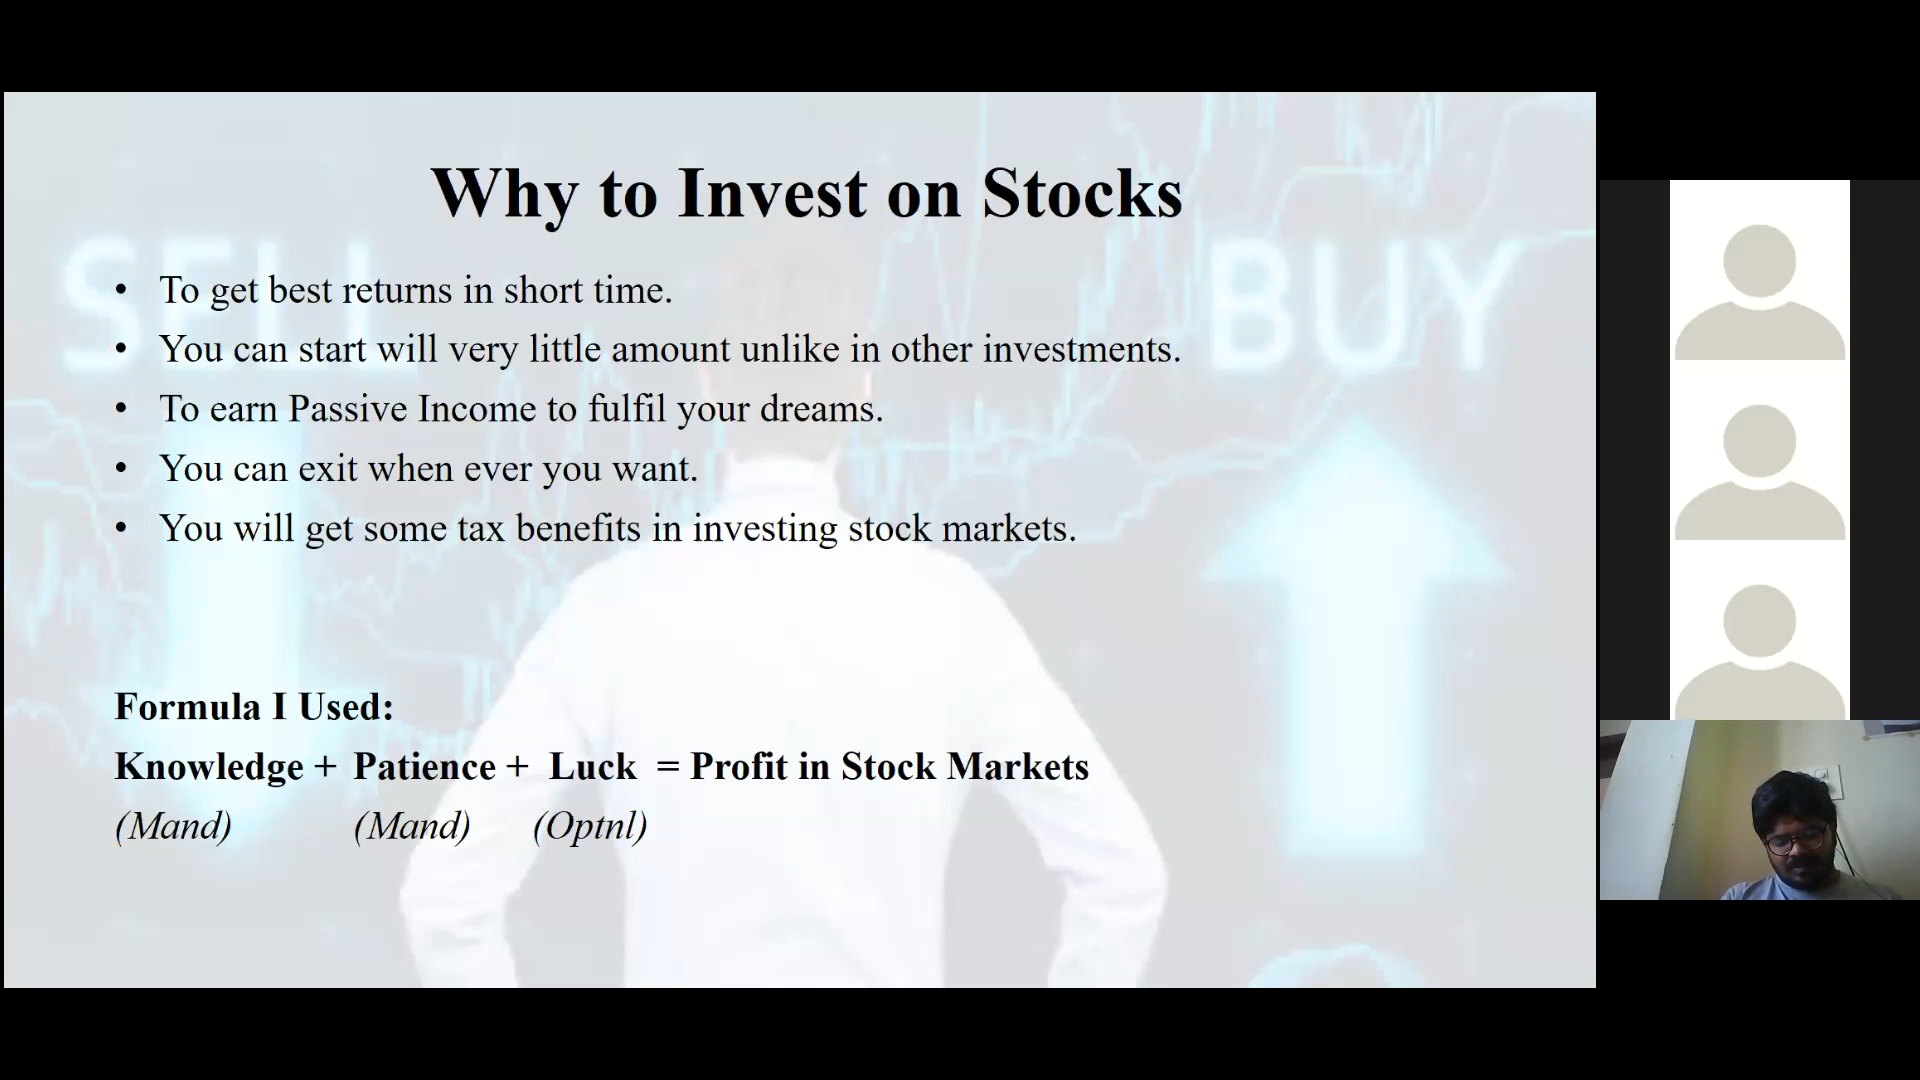 Why to Invest on Stocks
SELL
BUY
• To get best returns in short time.
• You can start will very little amount unlike in other investments.
• To earn Passive Income to fulfil your dreams.
• You can exit when ever you want.
• You will get some tax benefits in investing stock markets.
Formula I Used:
Knowledge + Patience + Luck = Profit in Stock Markets
(Mand) (Mand) (Optnl)